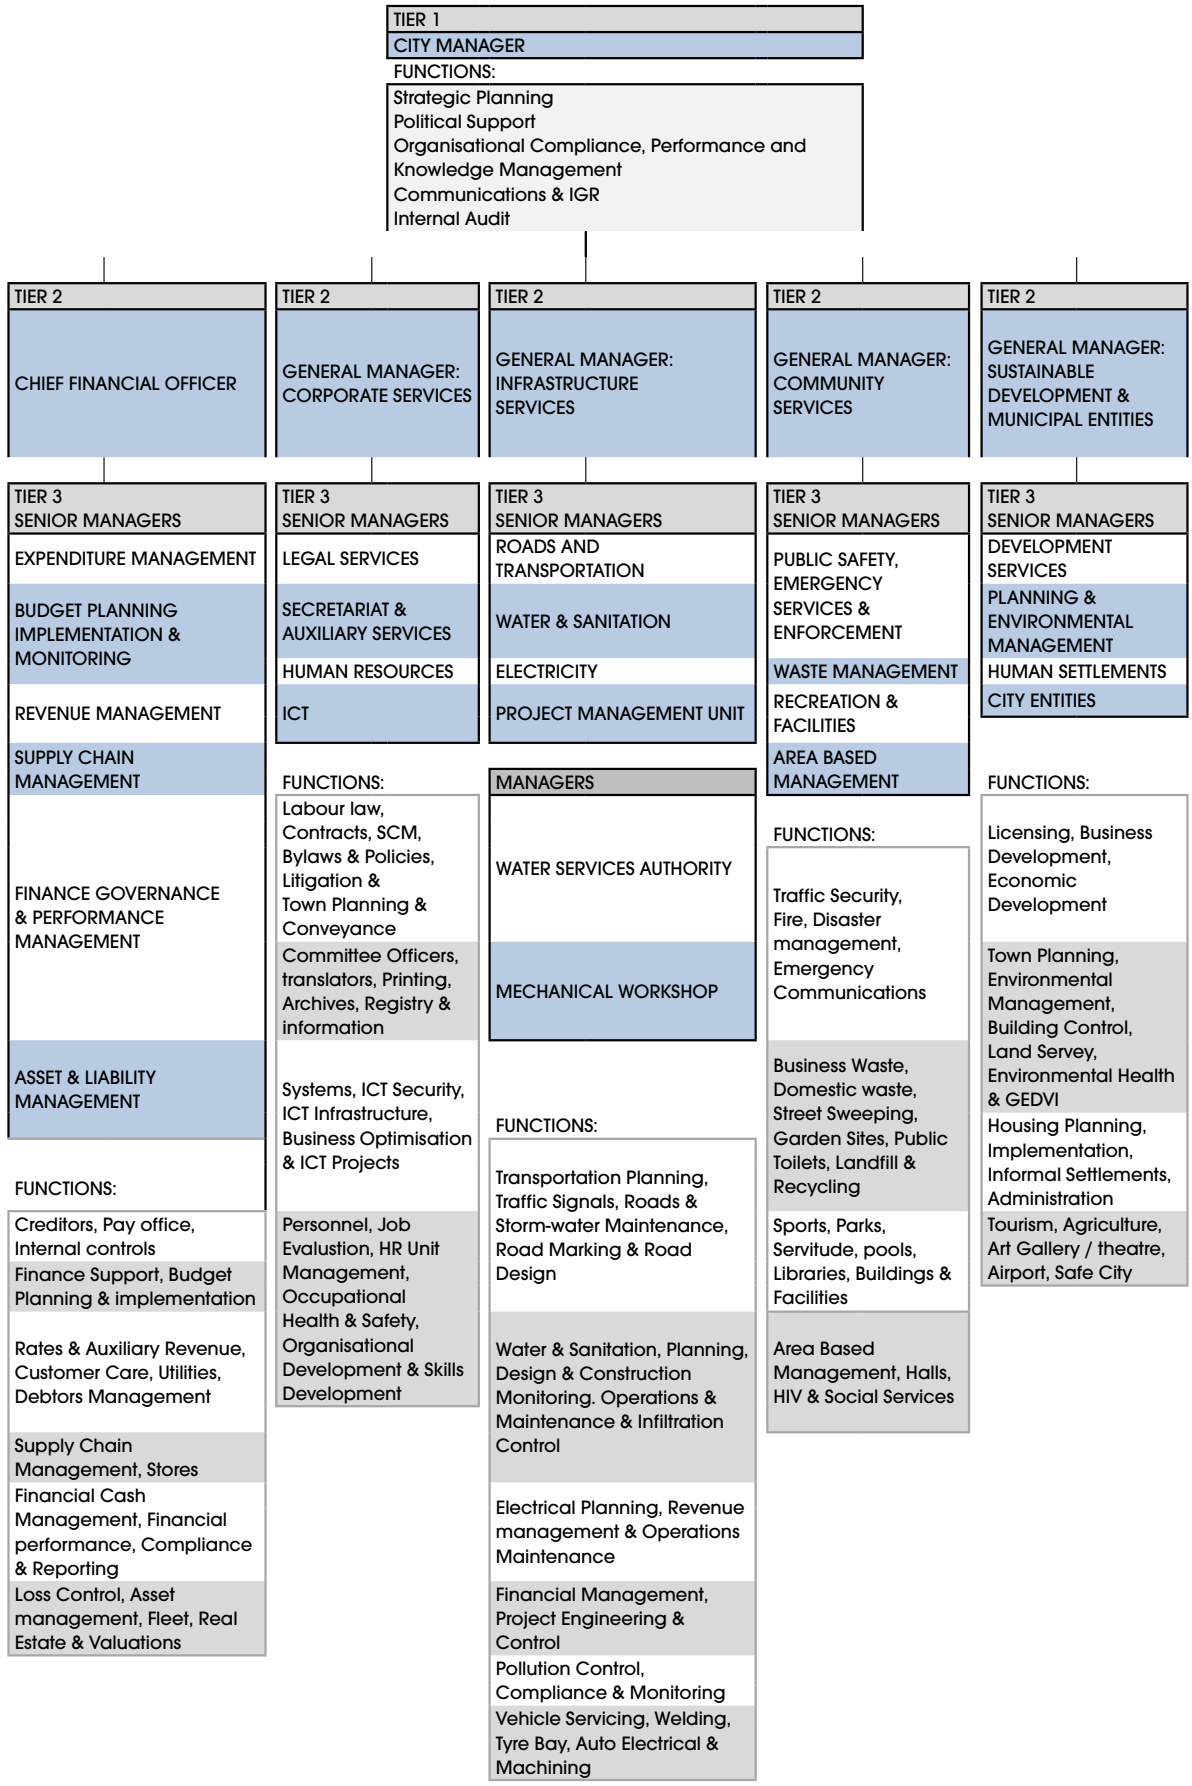 TIER 1
CITY MANAGER
FUNCTIONS:
Strategic Planning
Political Support
Organisational Compliance, Performance and
Knowledge Management
Communications & IGR
Internal Audit
TIER 2
CHIEF FINANCIAL OFFICER
TIER 3
SENIOR MANAGERS
EXPENDITURE MANAGEMENT
BUDGET PLANNING
IMPLEMENTATION &
MONITORING
REVENUE MANAGEMENT
SUPPLY CHAIN
MANAGEMENT
FINANCE GOVERNANCE
& PERFORMANCE
MANAGEMENT
ASSET & LIABILITY
MANAGEMENT
FUNCTIONS:
Creditors, Pay office,
Internal controls
Finance Support, Budget
Planning & implementation
Rates & Auxiliary Revenue,
Customer Care, Utilities,
Debtors Management
Supply Chain
Management, Stores
Financial Cash
Management, Financial
performance, Compliance
& Reporting
Loss Control, Asset
management, Fleet, Real
Estate & Valuations
TIER 2
GENERAL MANAGER:
CORPORATE SERVICES
TIER 3
SENIOR MANAGERS
LEGAL SERVICES
SECRETARIAT &
AUXILIARY SERVICES
HUMAN RESOURCES
ICT
FUNCTIONS:
Labour law,
Contracts, SCM,
Bylaws & Policies,
Litigation &
Town Planning &
Conveyance
Committee Officers,
translators, Printing,
Archives, Registry &
information
Systems, ICT Security,
ICT Infrastructure,
Business Optimisation
& ICT Projects
Personnel, Job
Evaluation, HR Unit
Management,
Occupational
Health & Safety,
Organisational
Development & Skills
Development
TIER 2
GENERAL MANAGER:
INFRASTRUCTURE
SERVICES
TIER 3
SENIOR MANAGERS
ROADS AND
TRANSPORTATION
WATER & SANITATION
ELECTRICITY
PROJECT MANAGEMENT UNIT
MANAGERS
WATER SERVICES AUTHORITY
MECHANICAL WORKSHOP
FUNCTIONS:
Transportation Planning,
Traffic Signals, Roads &
Storm-water Maintenance,
Road Marking & Road
Design
Water & Sanitation, Planning,
Design & Construction
Monitoring. Operations &
Maintenance & Infiltration
Control
Electrical Planning, Revenue
management & Operations
Maintenance
Financial Management,
Project Engineering &
Control
Pollution Control,
Compliance & Monitoring
Vehicle Servicing, Welding,
Tyre Bay, Auto Electrical &
Machining
TIER 2
GENERAL MANAGER:
COMMUNITY
SERVICES
TIER 3
SENIOR MANAGERS
PUBLIC SAFETY,
EMERGENCY
SERVICES &
ENFORCEMENT
WASTE MANAGEMENT
RECREATION &
FACILITIES
AREA BASED
MANAGEMENT
FUNCTIONS:
Traffic Security,
Fire, Disaster
management,
Emergency
Communications
Business Waste,
Domestic waste,
Street Sweeping,
Garden Sites, Public
Toilets, Landfill &
Recycling
Sports, Parks,
Servitude, pools,
Libraries, Buildings &
Facilities
Area Based
Management, Halls,
HIV & Social Services
TIER 2
GENERAL MANAGER:
SUSTAINABLE
DEVELOPMENT &
MUNICIPAL ENTITIES
TIER 3
SENIOR MANAGERS
DEVELOPMENT
SERVICES
PLANNING &
ENVIRONMENTAL
MANAGEMENT
HUMAN SETTLEMENTS
CITY ENTITIES
FUNCTIONS:
Licensing, Business
Development,
Economic
Development
Town Planning,
Environmental
Management,
Building Control,
Land Servey,
Environmental Health
& GEDVI
Housing Planning,
Implementation,
Informal Settlements,
Administration
Tourism, Agriculture,
Art Gallery / theatre,
Airport, Safe City